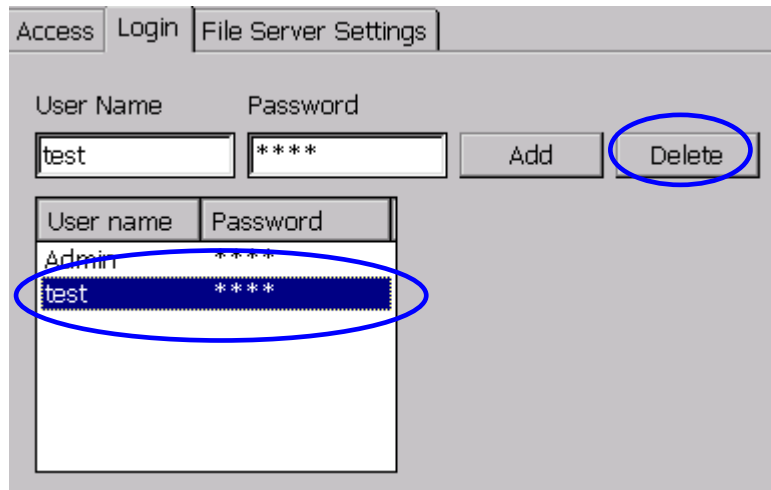 Access Login File Server Settings
User Name Password
test **** Add Delete
User name Password
Admin ****
test ****